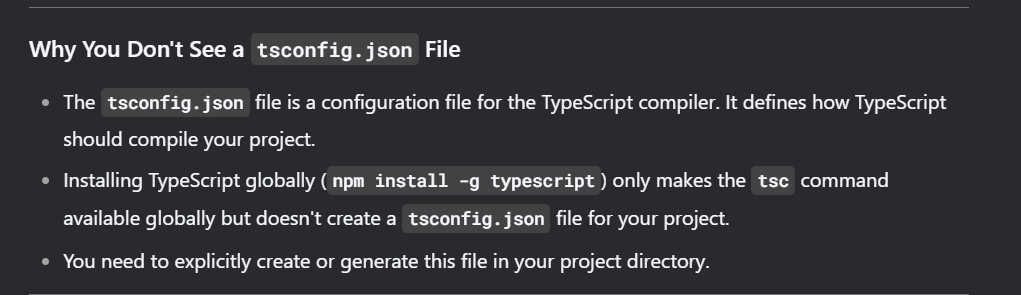 Why You Don't See a tsconfig.json File
The tsconfig.json file is a configuration file for the TypeScript compiler. It defines how TypeScript
should compile your project.
Installing TypeScript globally (npm install -g typescript) only makes the tsc command
available globally but doesn't create a tsconfig.json file for your project.
You need to explicitly create or generate this file in your project directory.